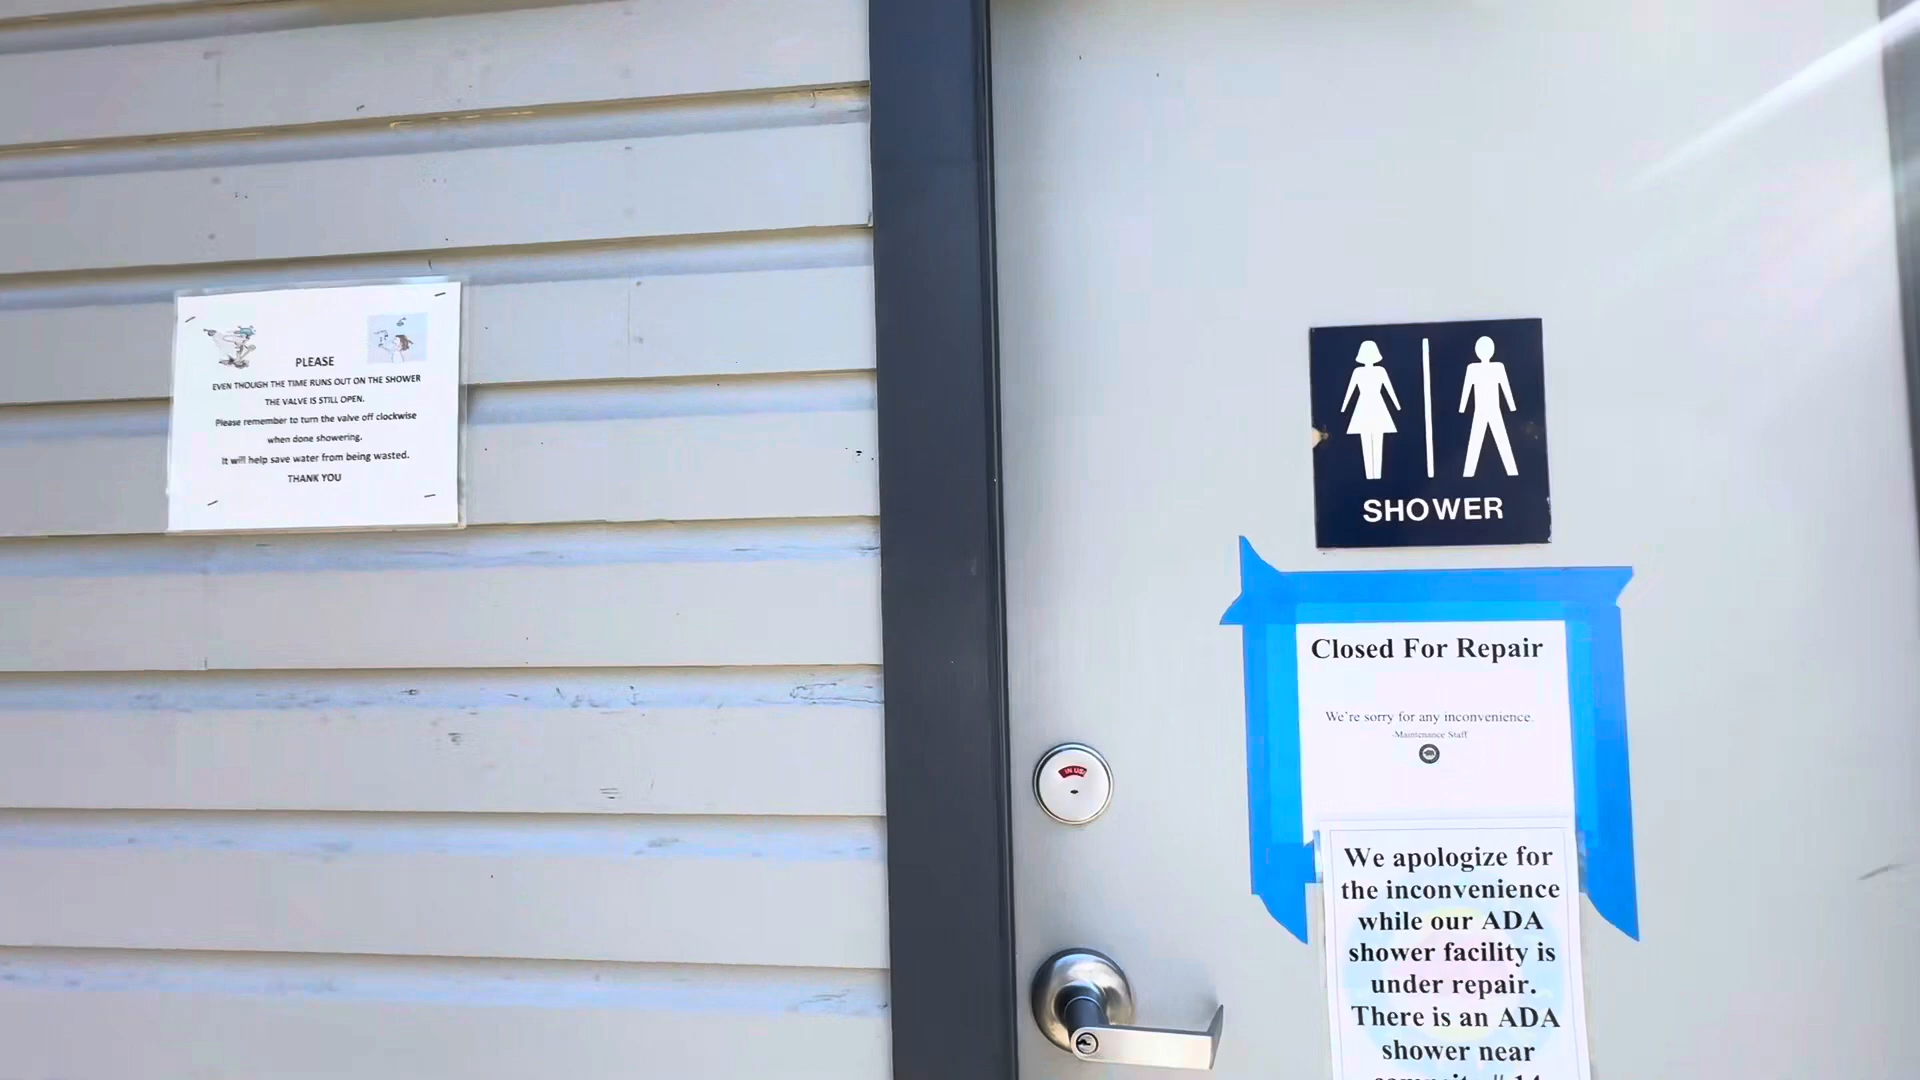 PLEASE
EVEN THOUGH THE TIME RUNS OUT ON THE SHOWER
THE VALVE IS STILL OPEN.
Please remember to turn the valve off clockwise
when done showering.
It will help save water from being wasted.
THANK YOU
SHOWER
Closed For Repair
We're sorry for any inconvenience.
-Maintenance Staff
IN US
We apologize for
the inconvenience
while our ADA
shower facility is
under repair.
There is an ADA
shower near